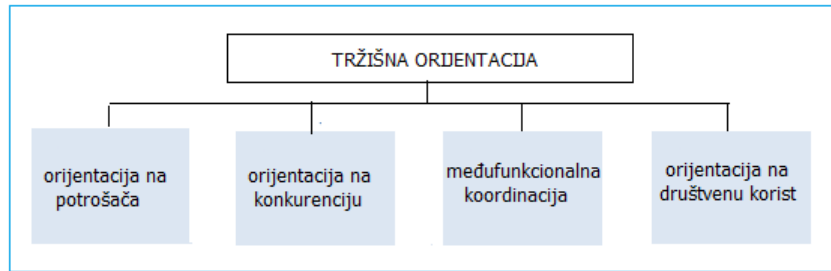 TRŽIŠNA ORIJENTACIJA
orijentacija na
potrošača
orijentacija na
konkurenciju
međufunkcionalna
koordinacija
orijentacija na
društvenu korist